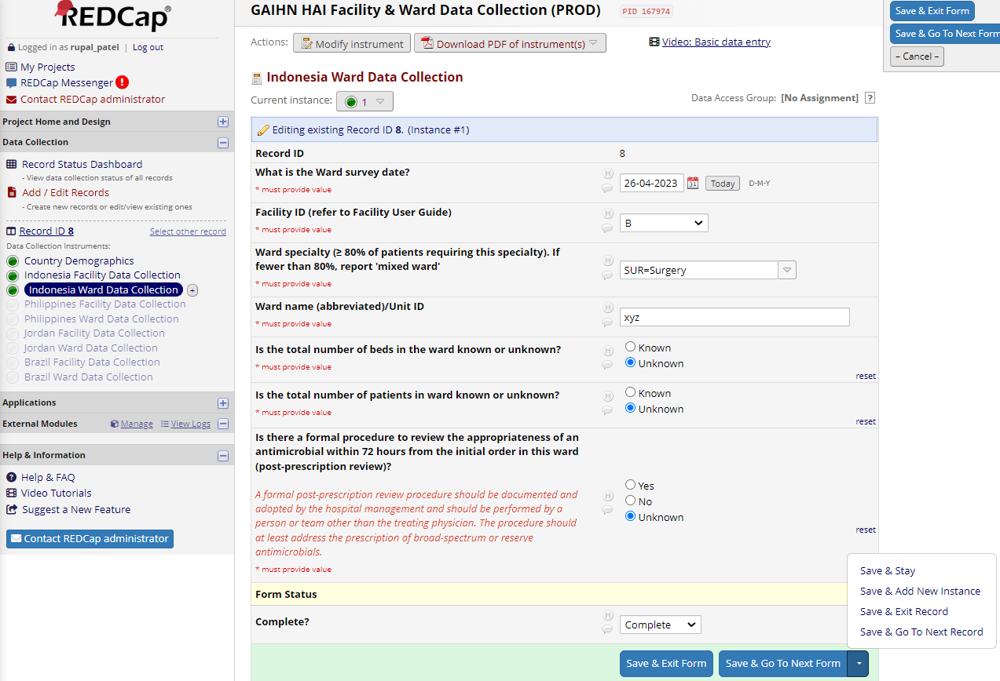 REDCap®
Logged in as rupal_patel | Log out
My Projects
REDCap Messenger
Contact REDCap administrator
Project Home and Design
Data Collection
Record Status Dashboard
- View data collection status of all records
Add / Edit Records
- Create new records or edit/view existing ones
Record ID 8 Select other record
Data Collection Instruments:
Country Demographics
Indonesia Facility Data Collection
Indonesia Ward Data Collection
Philippines Facility Data Collection
Philippines Ward Data Collection
Jordan Facility Data Collection
Jordan Ward Data Collection
Brazil Facility Data Collection
Brazil Ward Data Collection
Applications
External Modules Manage View Logs
Help & Information
Help & FAQ
Video Tutorials
Suggest a New Feature
Contact REDCap administrator
GAIHN HAI Facility & Ward Data Collection (PROD) PID 167974
Actions: Modify instrument Download PDF of instrument(s) Video: Basic data entry
Indonesia Ward Data Collection
Current instance: 1
Data Access Group: [No Assignment] ?
Editing existing Record ID 8. (Instance #1)
Record ID 8
What is the Ward survey date?
* must provide value
26-04-2023 31 Today D-M-Y
Facility ID (refer to Facility User Guide)
* must provide value
B
Ward specialty (≥ 80% of patients requiring this specialty). If
fewer than 80%, report 'mixed ward'
* must provide value
SUR=Surgery
Ward name (abbreviated)/Unit ID
* must provide value
xyz
Is the total number of beds in the ward known or unknown?
* must provide value
Known
Unknown
reset
Is the total number of patients in ward known or unknown?
* must provide value
Known
Unknown
reset
Is there a formal procedure to review the appropriateness of an
antimicrobial within 72 hours from the initial order in this ward
(post-prescription review)?
A formal post-prescription review procedure should be documented and
adopted by the hospital management and should be performed by a
person or team other than the treating physician. The procedure should
at least address the prescription of broad-spectrum or reserve
antimicrobials.
* must provide value
Yes
No
Unknown
reset
Form Status
Complete?
Complete
Save & Exit Form Save & Go To Next Form
Save & Stay
Save & Add New Instance
Save & Exit Record
Save & Go To Next Record
Save & Exit Form
Save & Go To Next Form
– Cancel –